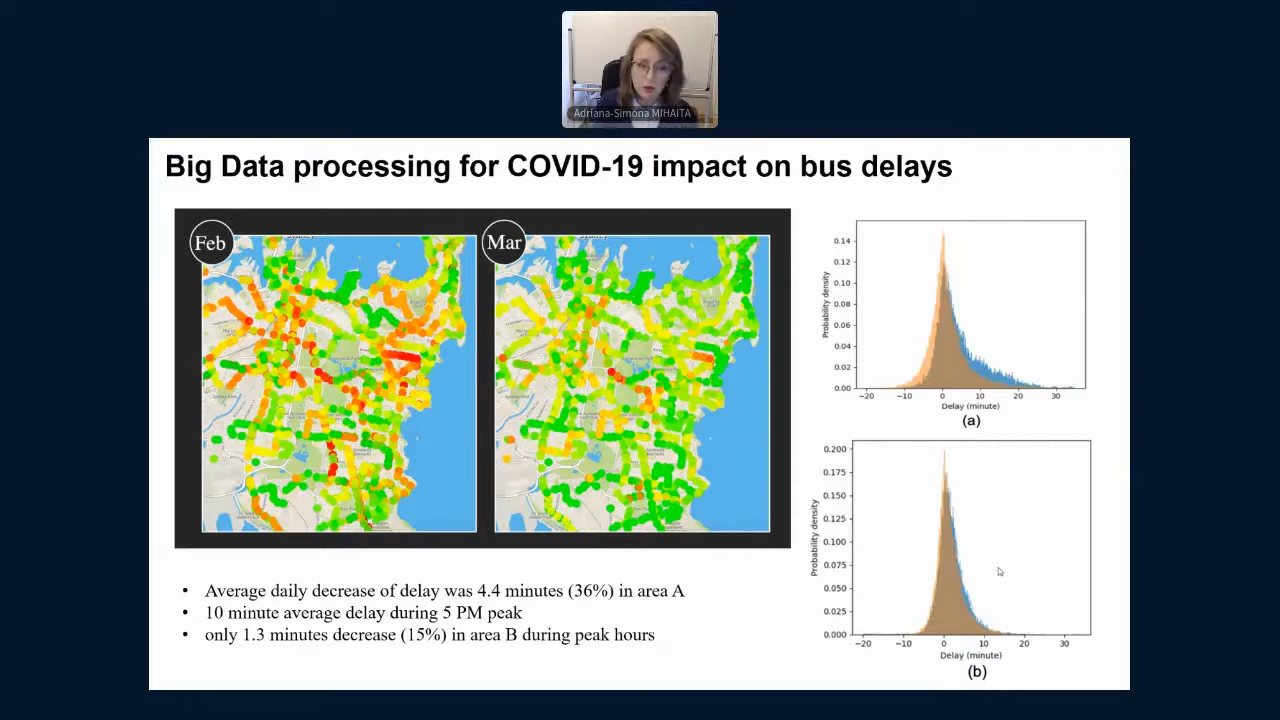 Adriana-Simona MIHAITA
Big Data processing for COVID-19 impact on bus delays
Feb
Mar
Average daily decrease of delay was 4.4 minutes (36%) in area A
10 minute average delay during 5 PM peak
only 1.3 minutes decrease (15%) in area B during peak hours
Probability density
0.14
0.12
0.10
0.08
0.06
0.04
0.02
0.00
−20 −10 0 10 20 30
Delay (minute)
(a)
Probability density
0.200
0.175
0.150
0.125
0.100
0.075
0.050
0.025
0.000
−20 −10 0 10 20 30
Delay (minute)
(b)